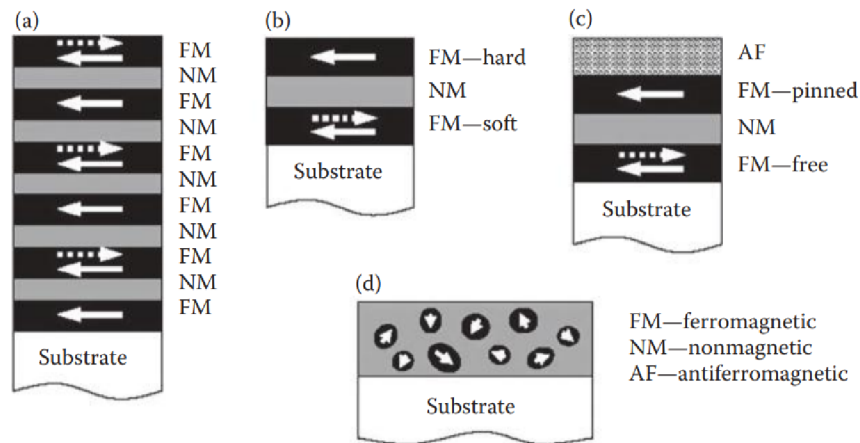 (a)
FM
NM
FM
NM
FM
NM
FM
NM
FM
NM
FM
Substrate
(b)
FM—hard
NM
FM—soft
Substrate
(c)
AF
FM—pinned
NM
FM—free
Substrate
(d)
Substrate
FM—ferromagnetic
NM—nonmagnetic
AF—antiferromagnetic